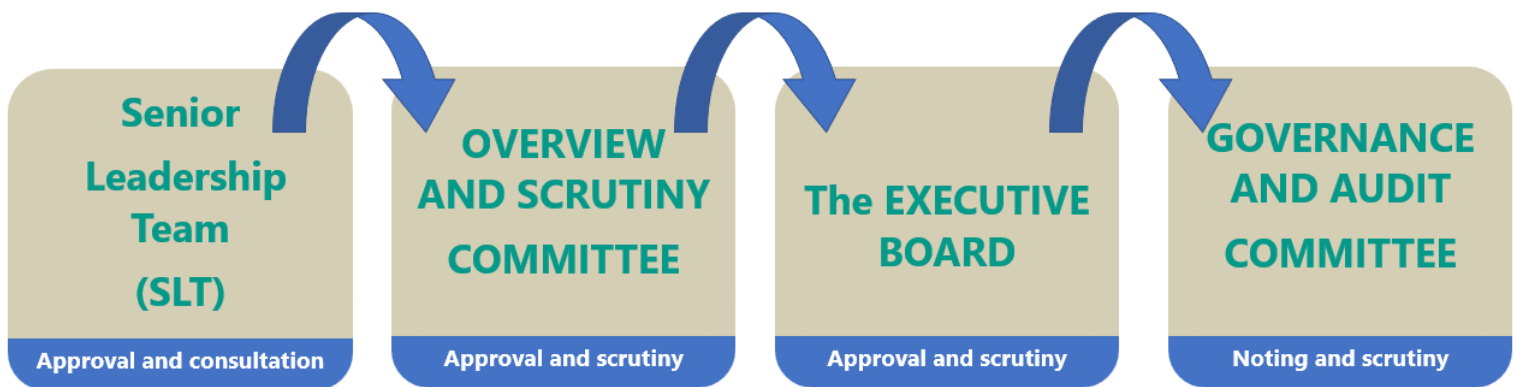 Senior
Leadership
Team
(SLT)
Approval and consultation
OVERVIEW
AND SCRUTINY
COMMITTEE
Approval and scrutiny
The EXECUTIVE
BOARD
Approval and scrutiny
GOVERNANCE
AND AUDIT
COMMITTEE
Noting and scrutiny